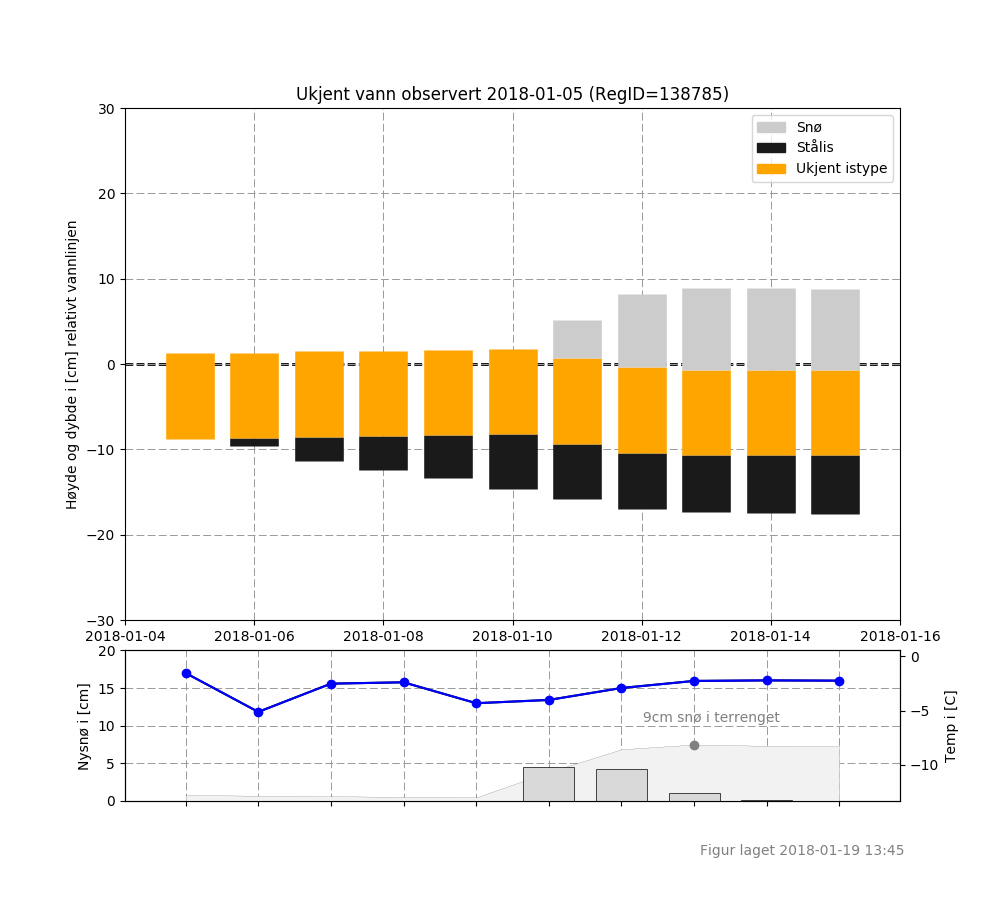 Ukjent vann observert 2018-01-05 (RegID=138785)
Høyde og dybde i [cm] relativt vannlinjen
30
20
10
0
−10
−20
−30
Snø
Stålis
Ukjent istype
2018-01-04 2018-01-06 2018-01-08 2018-01-10 2018-01-12 2018-01-14 2018-01-16
Nysnø i [cm]
20
15
10
5
0
9cm snø i terrenget
0
−5
−10
Temp i [C]
Figur laget 2018-01-19 13:45